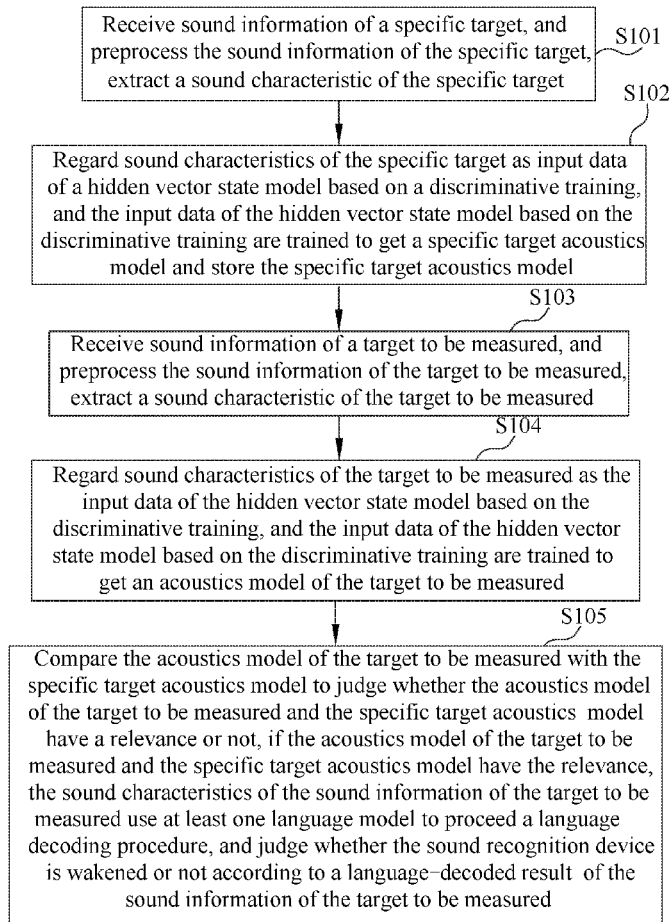 Receive sound information of a specific target, and
preprocess the sound information of the specific target,
extract a sound characteristic of the specific target
S101
S102
Regard sound characteristics of the specific target as input data
of a hidden vector state model based on a discriminative training,
and the input data of the hidden vector state model based on the
discriminative training are trained to get a specific target acoustics
model and store the specific target acoustics model
S103
Receive sound information of a target to be measured, and
preprocess the sound information of the target to be measured,
extract a sound characteristic of the target to be measured
S104
Regard sound characteristics of the target to be measured as the
input data of the hidden vector state model based on the
discriminative training, and the input data of the hidden vector
state model based on the discriminative training are trained to
get an acoustics model of the target to be measured
S105
Compare the acoustics model of the target to be measured with the
specific target acoustics model to judge whether the acoustics model
of the target to be measured and the specific target acoustics model
have a relevance or not, if the acoustics model of the target to be
measured and the specific target acoustics model have the relevance,
the sound characteristics of the sound information of the target to be
measured use at least one language model to proceed a language
decoding procedure, and judge whether the sound recognition device
is wakened or not according to a language-decoded result of the
sound information of the target to be measured